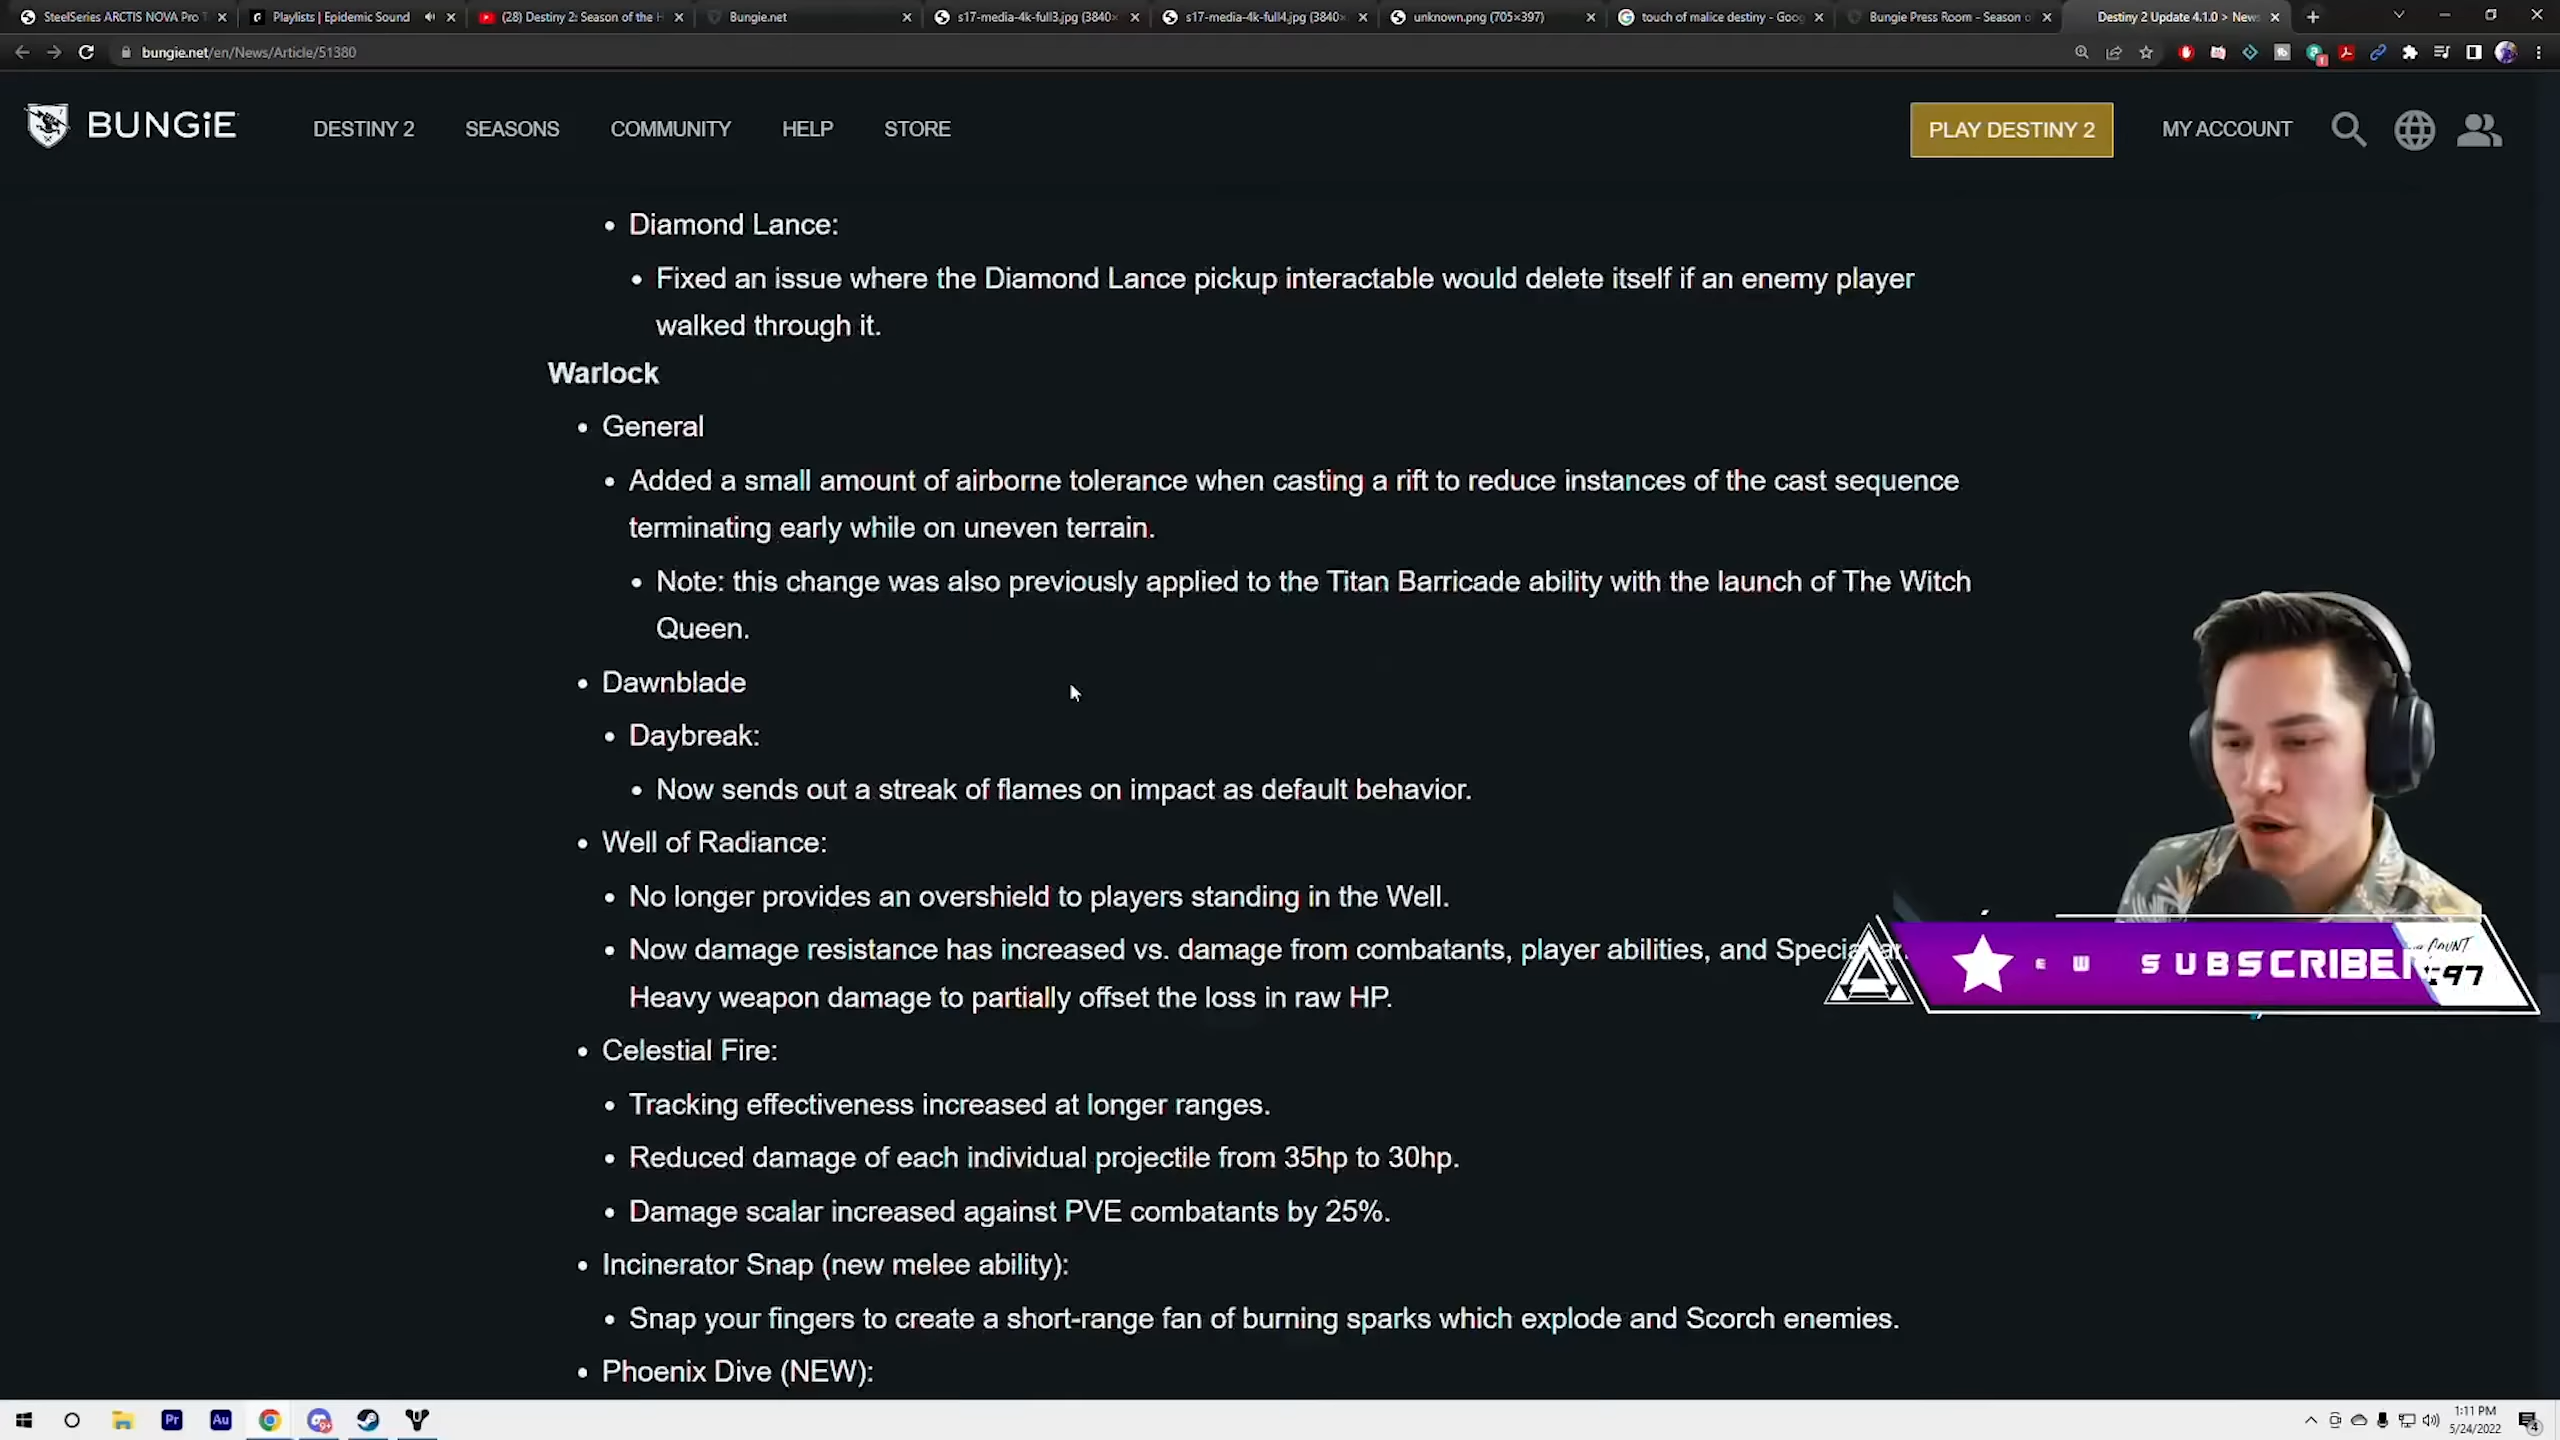 SteelSeries ARCTIS NOVA Pro
Playlists | Epidemic Sound
(28) Destiny 2: Season of the H
Bungie.net
s17-media-4k-full3.jpg (3840×
s17-media-4k-full4.jpg (3840×
unknown.png (705×397)
touch of malice destiny - Goo
Bungie Press Room - Season o
Destiny 2 Update 4.1.0 > News
bungie.net/en/News/Article/51380
BUNGiE
DESTINY 2
SEASONS
COMMUNITY
HELP
STORE
PLAY DESTINY 2
MY ACCOUNT
• Diamond Lance:
• Fixed an issue where the Diamond Lance pickup interactable would delete itself if an enemy player
walked through it.
Warlock
• General
• Added a small amount of airborne tolerance when casting a rift to reduce instances of the cast sequence
terminating early while on uneven terrain.
• Note: this change was also previously applied to the Titan Barricade ability with the launch of The Witch
Queen.
• Dawnblade
• Daybreak:
• Now sends out a streak of flames on impact as default behavior.
• Well of Radiance:
• No longer provides an overshield to players standing in the Well.
• Now damage resistance has increased vs. damage from combatants, player abilities, and Specia
Heavy weapon damage to partially offset the loss in raw HP.
• Celestial Fire:
• Tracking effectiveness increased at longer ranges.
• Reduced damage of each individual projectile from 35hp to 30hp.
• Damage scalar increased against PVE combatants by 25%.
• Incinerator Snap (new melee ability):
• Snap your fingers to create a short-range fan of burning sparks which explode and Scorch enemies.
• Phoenix Dive (NEW):
E W SUBSCRIBER
COUNT
97
Pr
Au
1:11 PM
5/24/2022